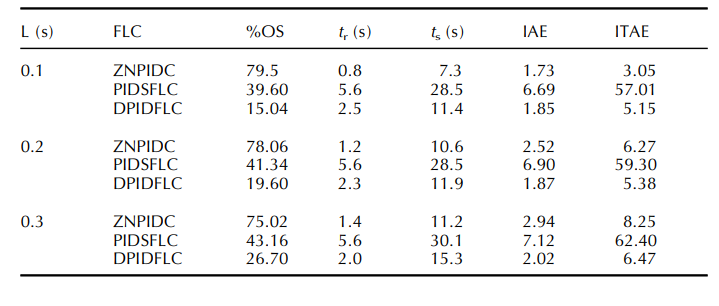 L (s) FLC %OS tr (s) ts (s) IAE ITAE
0.1 ZNPIDC 79.5 0.8 7.3 1.73 3.05
PIDSFLC 39.60 5.6 28.5 6.69 57.01
DPIDFLC 15.04 2.5 11.4 1.85 5.15
0.2 ZNPIDC 78.06 1.2 10.6 2.52 6.27
PIDSFLC 41.34 5.6 28.5 6.90 59.30
DPIDFLC 19.60 2.3 11.9 1.87 5.38
0.3 ZNPIDC 75.02 1.4 11.2 2.94 8.25
PIDSFLC 43.16 5.6 30.1 7.12 62.40
DPIDFLC 26.70 2.0 15.3 2.02 6.47